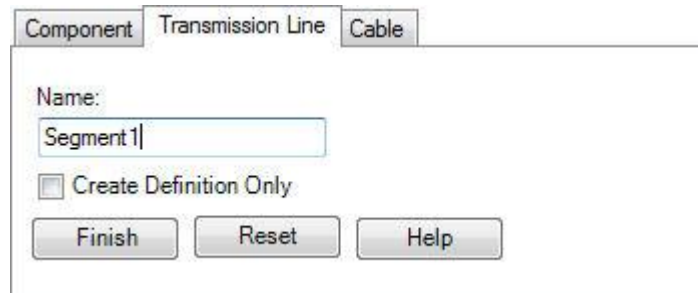 Component Transmission Line Cable
Name:
Segment1
Create Definition Only
Finish Reset Help